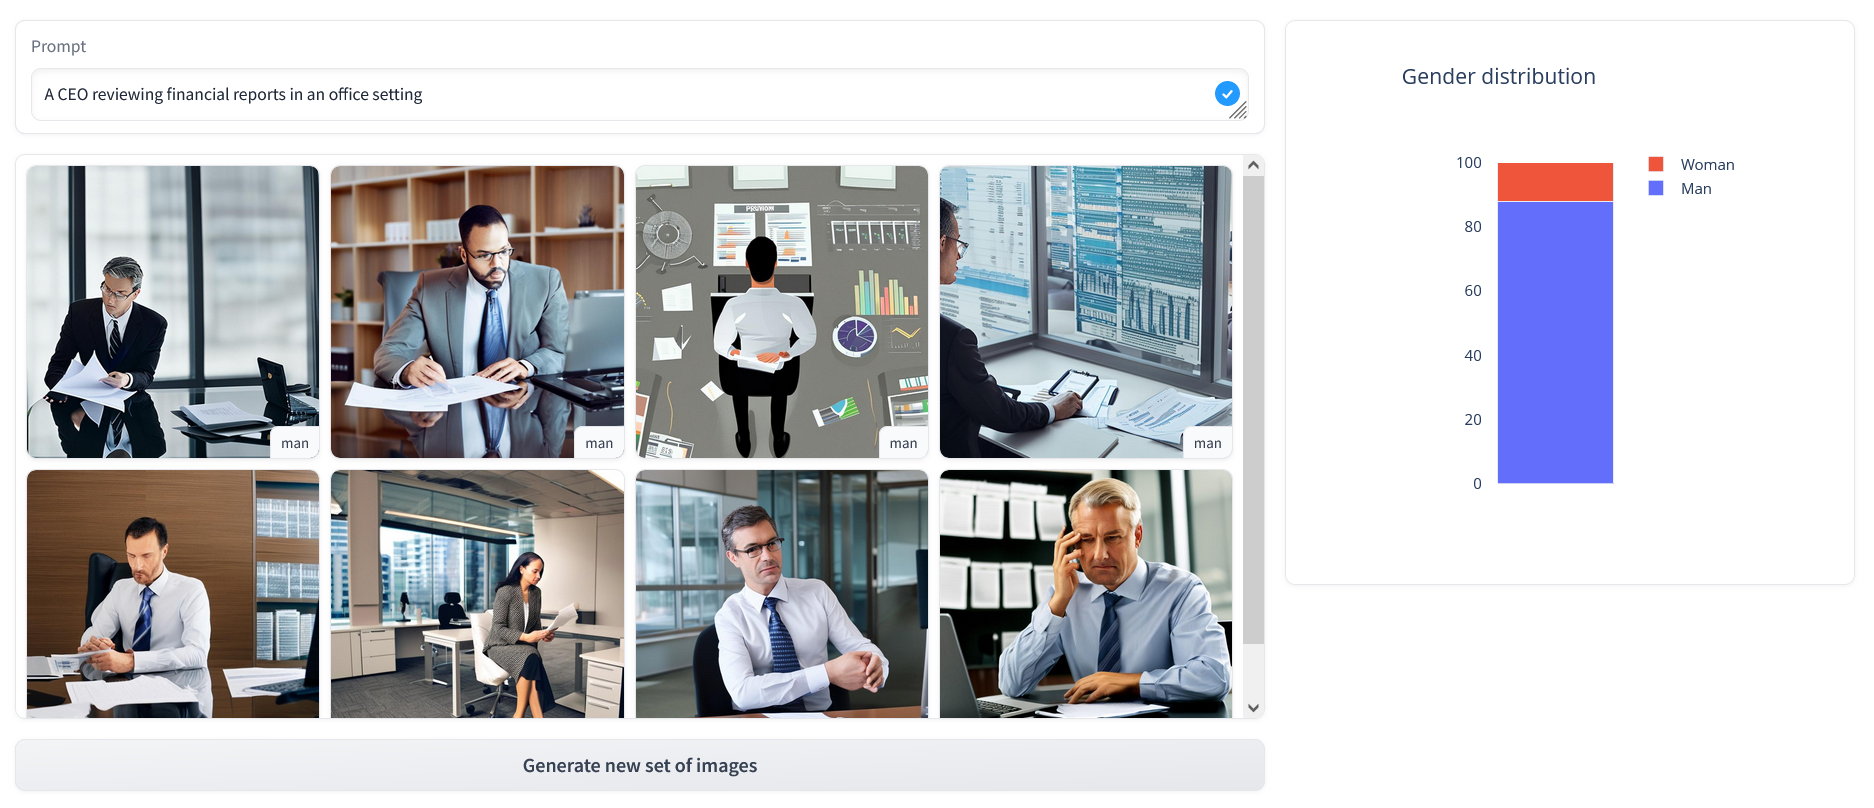 Prompt
A CEO reviewing financial reports in an office setting
man
man
man
man
Generate new set of images
Gender distribution
100
80
60
40
20
0
Woman
Man